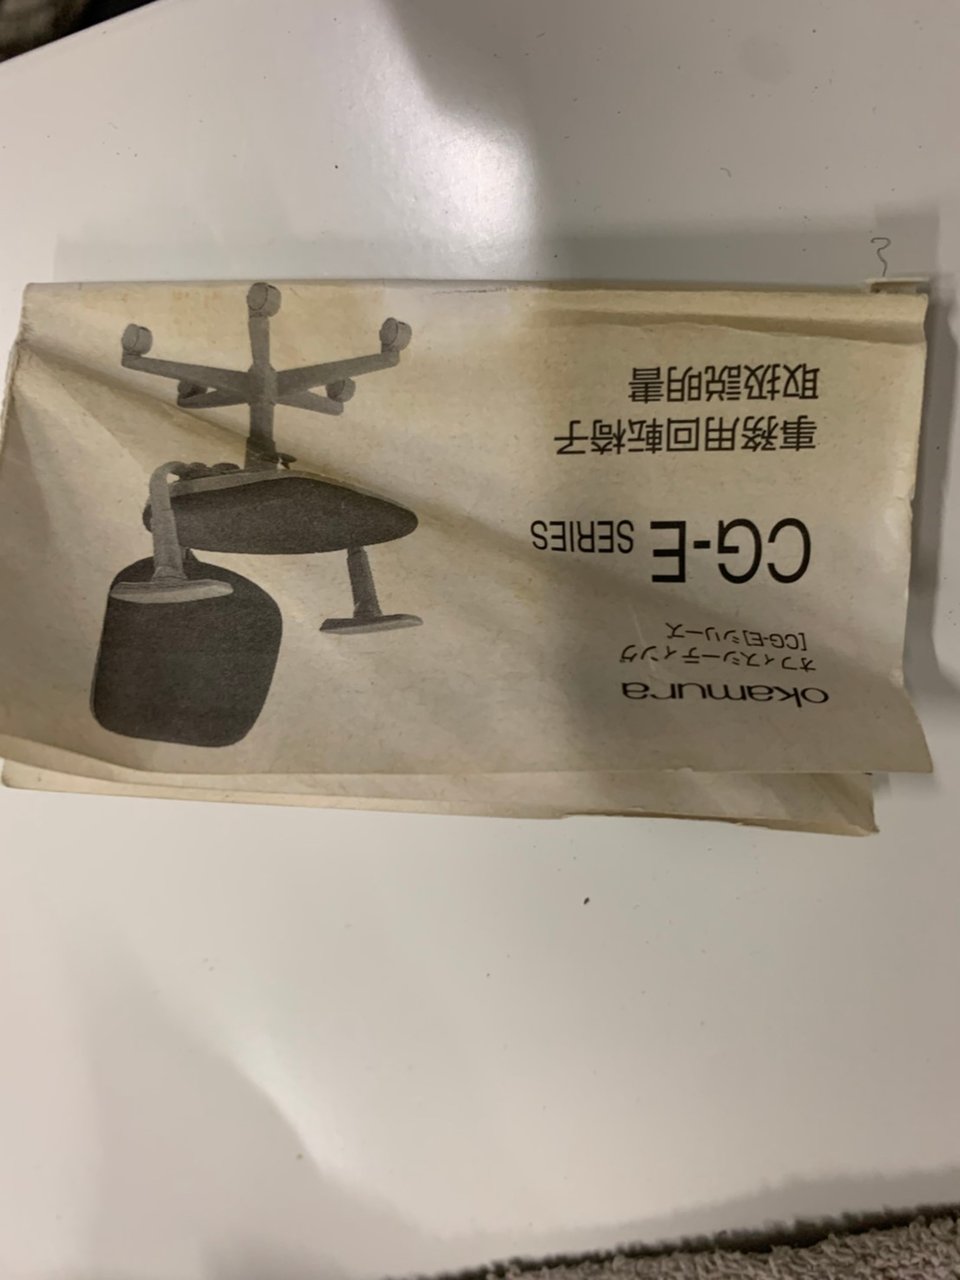 okamura
オフィスシーティング
[CG-E]シリーズ
CG-E SERIES
事務用回転椅子
取扱説明書